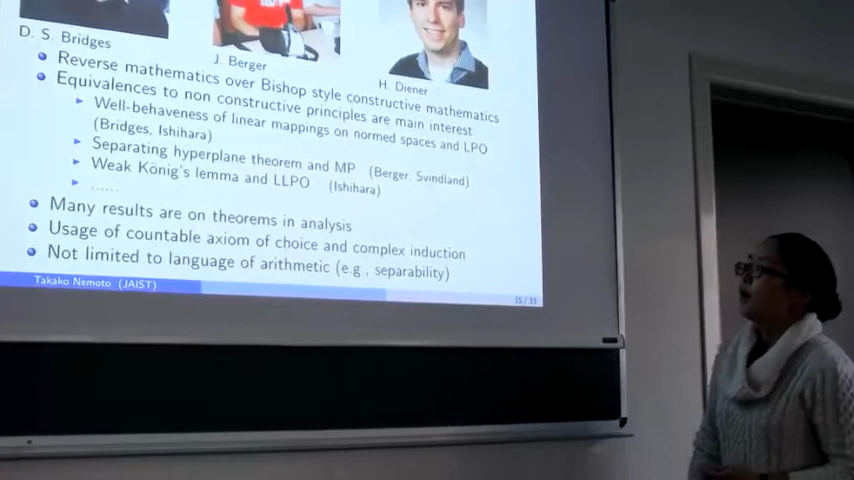 D. S. Bridges
J. Berger
H. Diener
Reverse mathematics over Bishop style constructive mathematics
Equivalences to non constructive principles are main interest
Well-behaveness of linear mappings on normed spaces and LPO
(Bridges, Ishihara)
Separating hyperplane theorem and MP (Berger, Svindland)
Weak König's lemma and LLPO (Ishihara)
......
Many results are on theorems in analysis
Usage of countable axiom of choice and complex induction
Not limited to language of arithmetic (e.g., separability)
Takako Nemoto (JAIST)
15/33